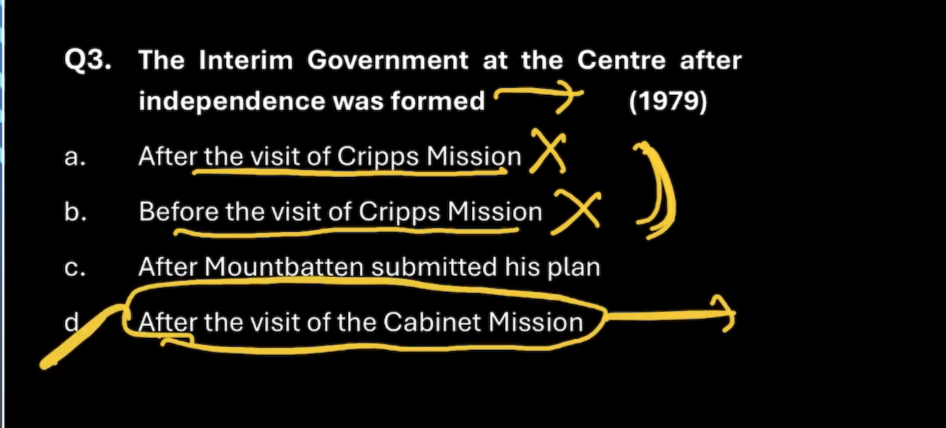 Q3. The Interim Government at the Centre after
independence was formed (1979)
a. After the visit of Cripps Mission
b. Before the visit of Cripps Mission
c. After Mountbatten submitted his plan
d After the visit of the Cabinet Mission